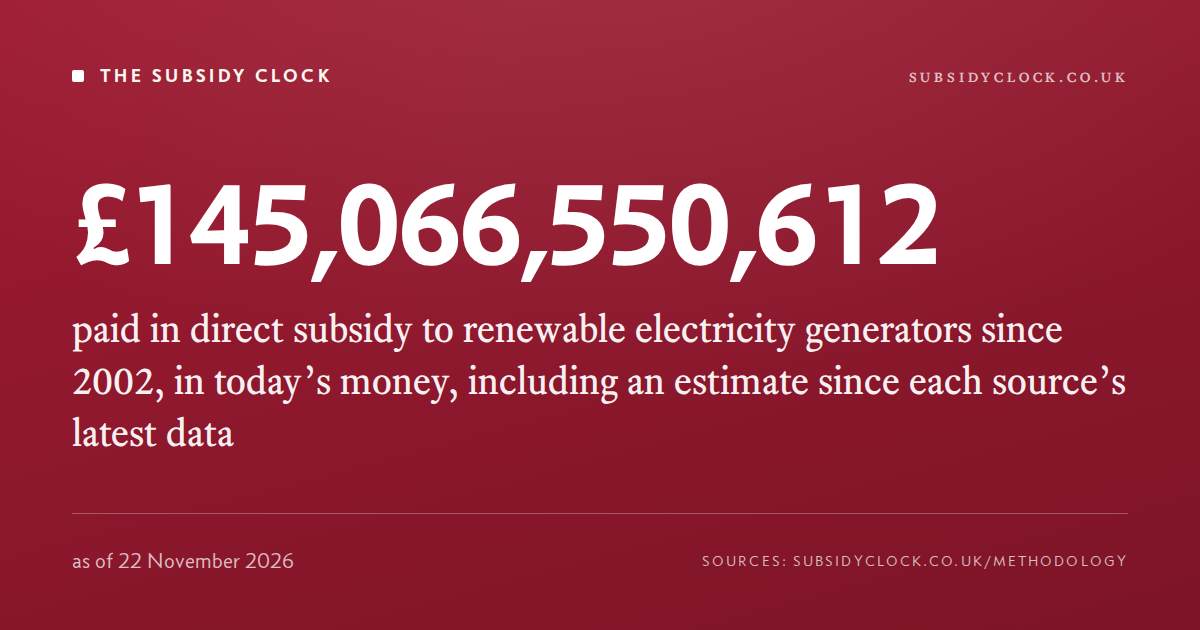 THE SUBSIDY CLOCK
SUBSIDYCLOCK.CO.UK
£145,066,550,612
paid in direct subsidy to renewable electricity generators since
2002, in today’s money, including an estimate since each source’s
latest data
as of 22 November 2026
SOURCES: SUBSIDYCLOCK.CO.UK/METHODOLOGY